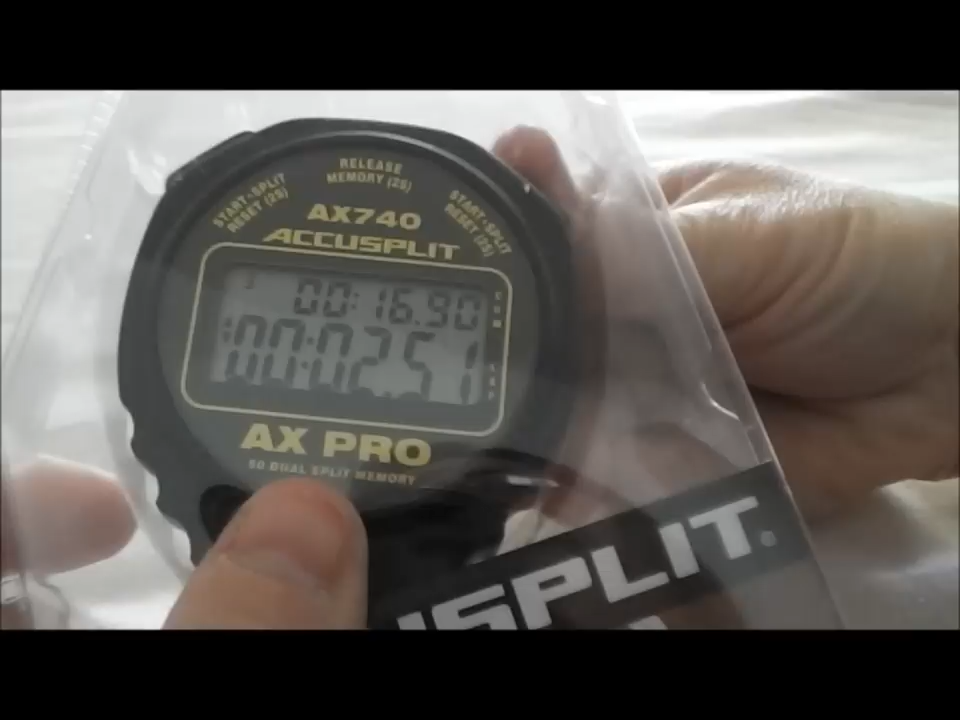 RELEASE
MEMORY (2S)
START•SPLIT
RESET (2S)
START•SPLIT
RESET (2S)
AX740
ACCUSPLIT
00:16.90
00:02.51
AX PRO
50 DUAL SPLIT MEMORY
USPLIT®